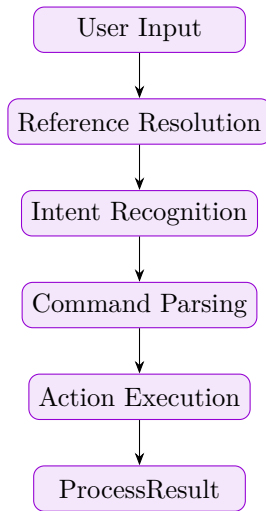 User Input
Reference Resolution
Intent Recognition
Command Parsing
Action Execution
ProcessResult